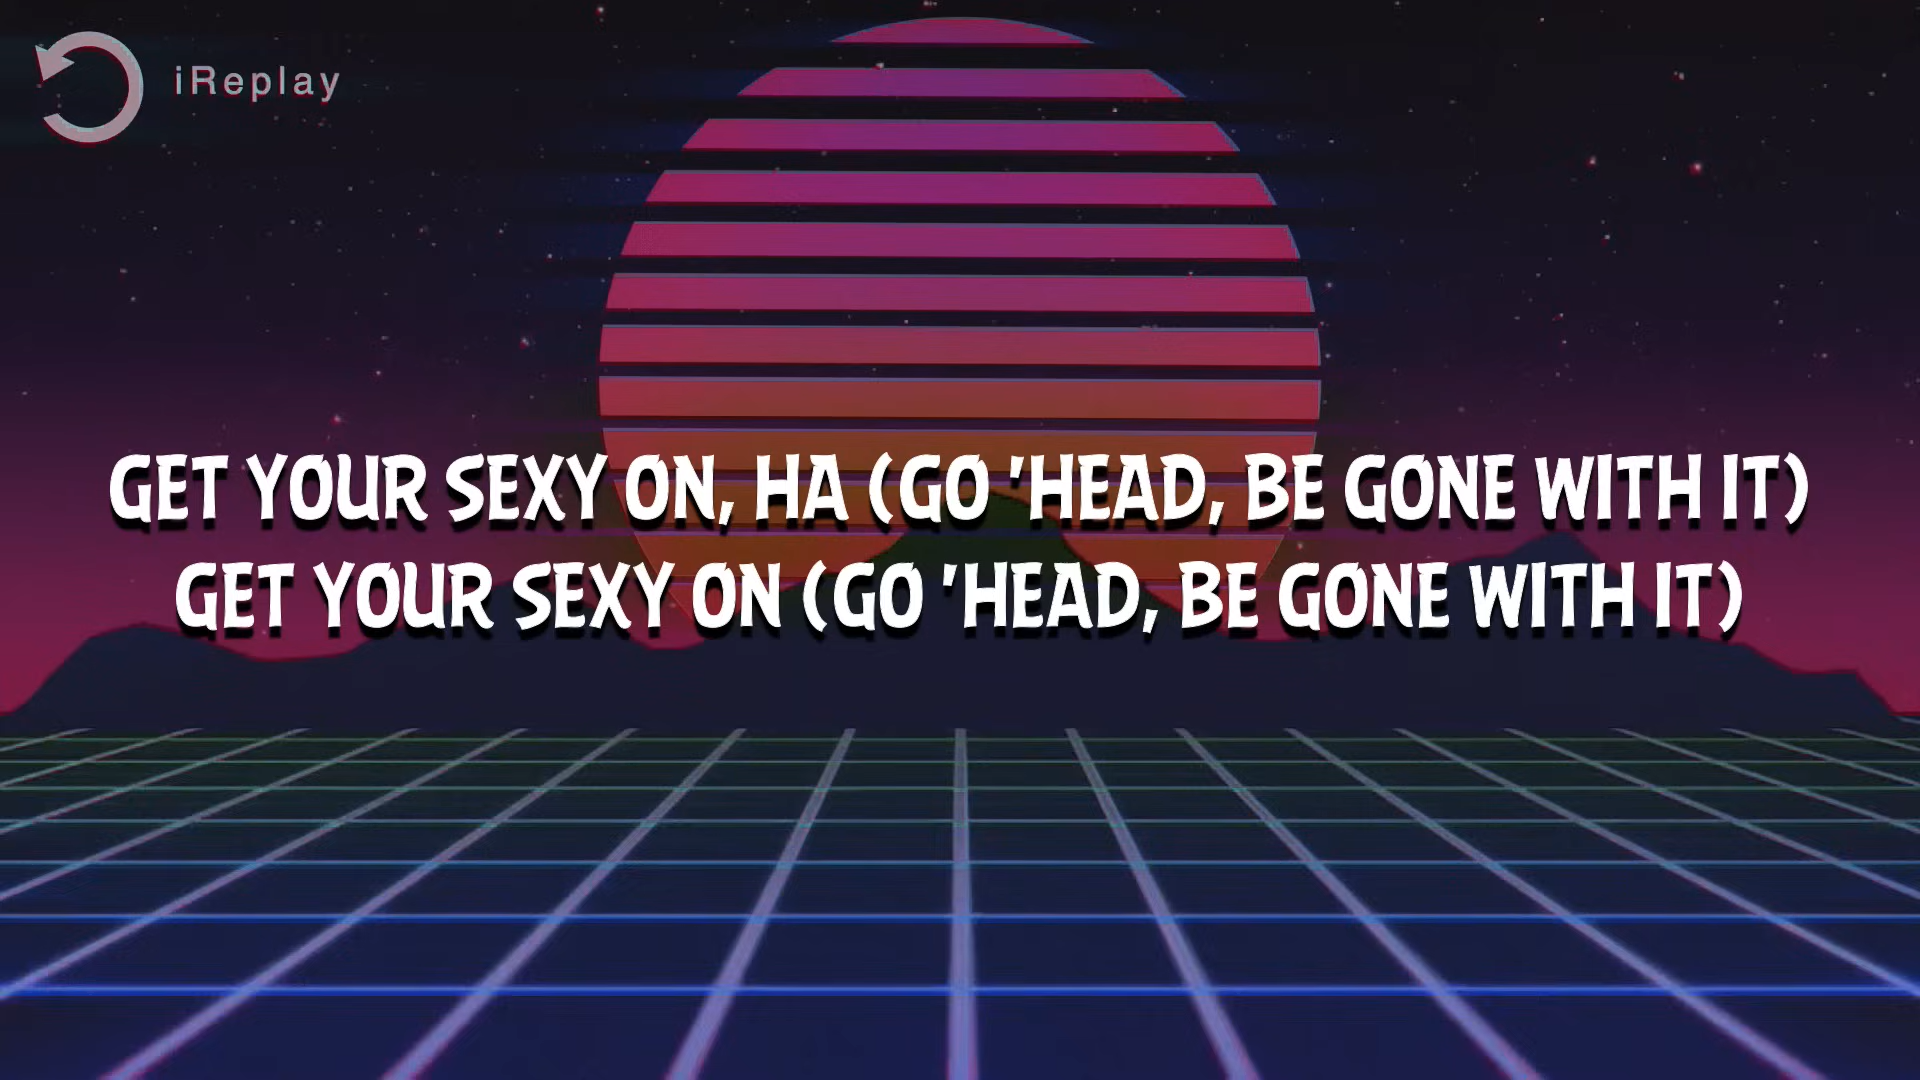 iReplay
GET YOUR SEXY ON, HA (GO 'HEAD, BE GONE WITH IT)
GET YOUR SEXY ON (GO 'HEAD, BE GONE WITH IT)